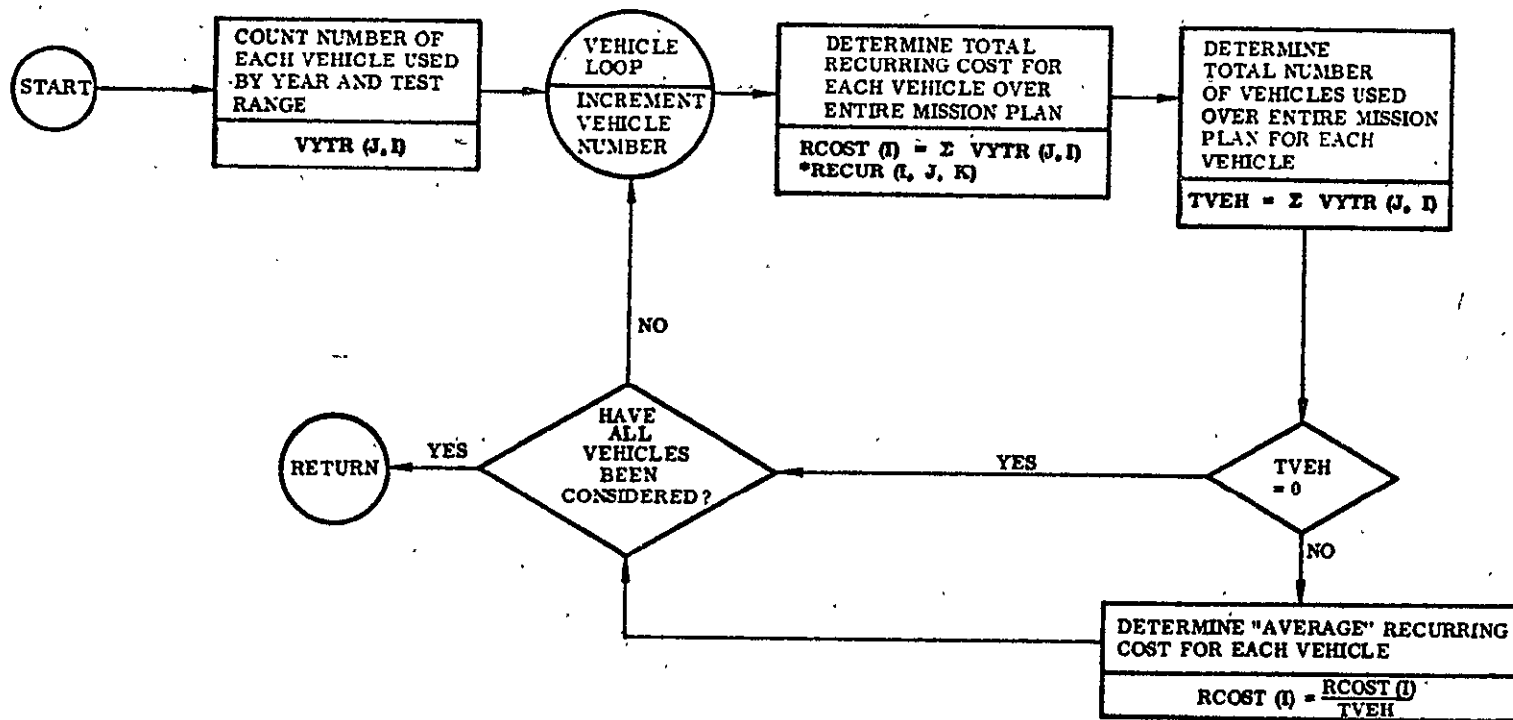 START
COUNT NUMBER OF
EACH VEHICLE USED
BY YEAR AND TEST
RANGE
VYTR (J, I)
VEHICLE
LOOP
INCREMENT
VEHICLE
NUMBER
DETERMINE TOTAL
RECURRING COST FOR
EACH VEHICLE OVER
ENTIRE MISSION PLAN
RCOST (I) = Σ VYTR (J, I)
*RECUR (I, J, K)
DETERMINE
TOTAL NUMBER
OF VEHICLES USED
OVER ENTIRE MISSION
PLAN FOR EACH
VEHICLE
TVEH = Σ VYTR (J, I)
NO
HAVE
ALL
VEHICLES
BEEN
CONSIDERED?
YES
RETURN
YES
TVEH
= 0
NO
DETERMINE "AVERAGE" RECURRING
COST FOR EACH VEHICLE
RCOST (I) = RCOST (I)
TVEH